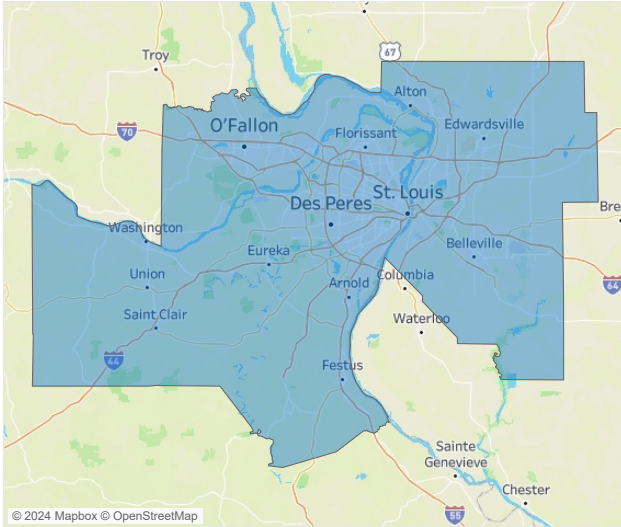 67
Troy
Alton
O'Fallon
Edwardsville
70
Florissant
St. Louis
Des Peres
Washington
Belleville
Eureka
Union
Columbia
Arnold
64
Saint Clair
Waterloo
44
Festus
Sainte
Genevieve
Chester
55
© 2024 Mapbox © OpenStreetMap